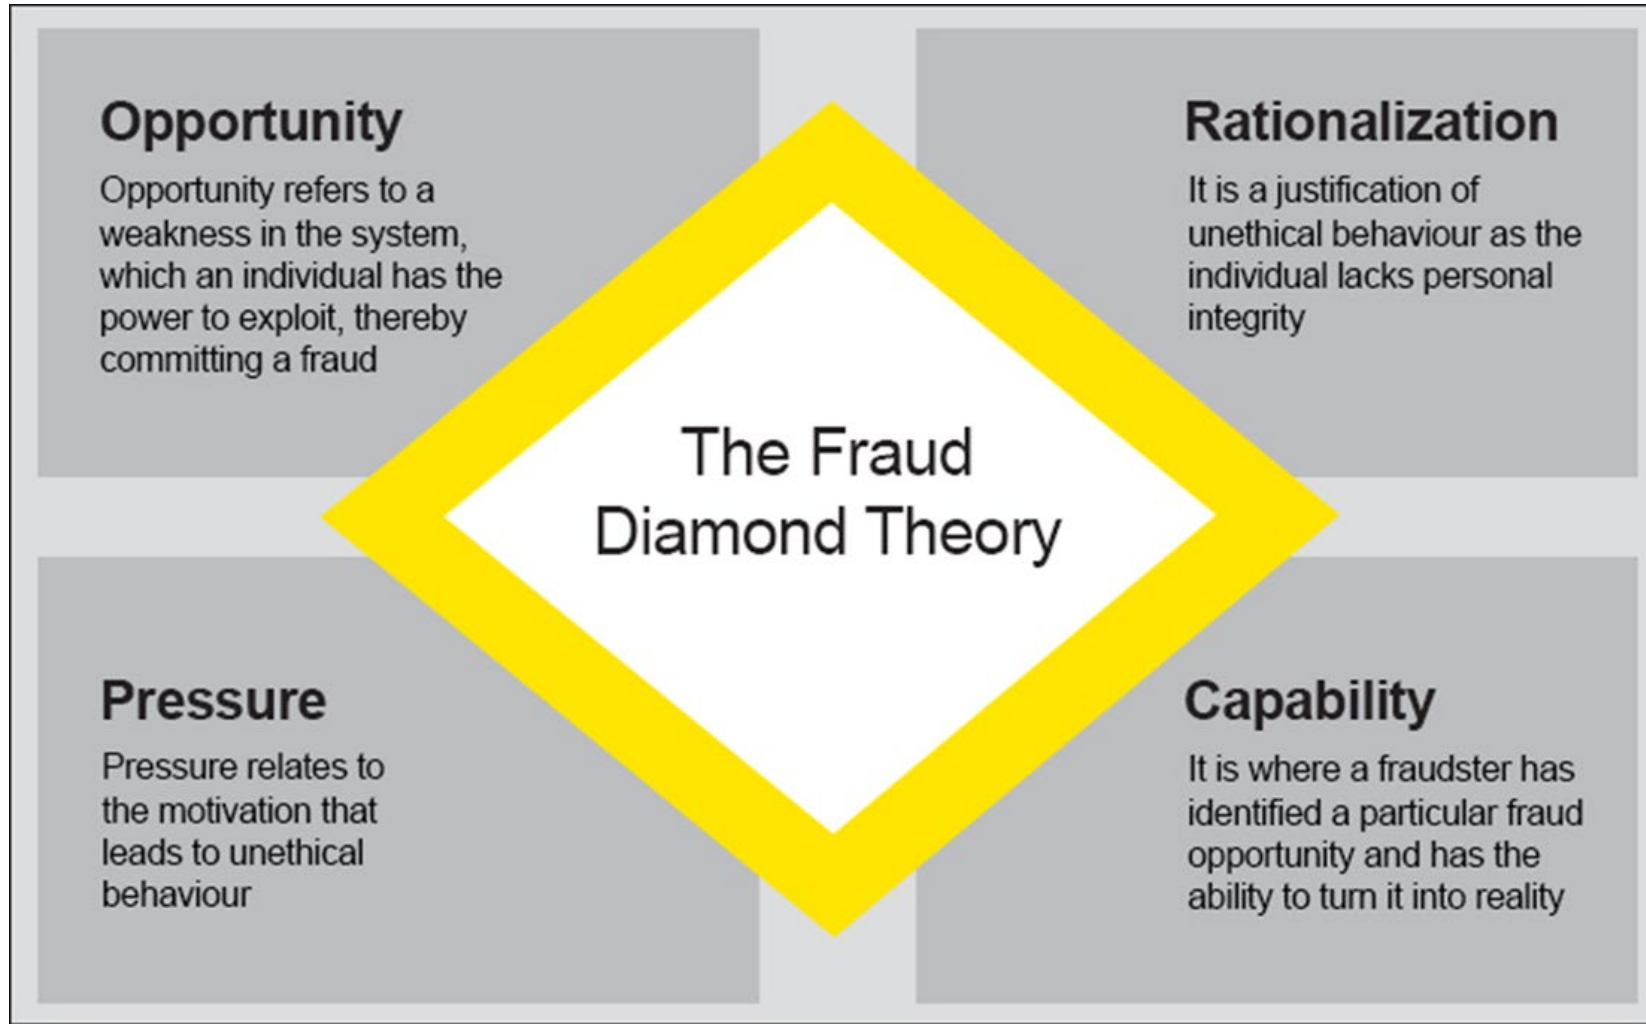 Opportunity
Opportunity refers to a
weakness in the system,
which an individual has the
power to exploit, thereby
committing a fraud
Rationalization
It is a justification of
unethical behaviour as the
individual lacks personal
integrity
The Fraud
Diamond Theory
Pressure
Pressure relates to
the motivation that
leads to unethical
behaviour
Capability
It is where a fraudster has
identified a particular fraud
opportunity and has the
ability to turn it into reality